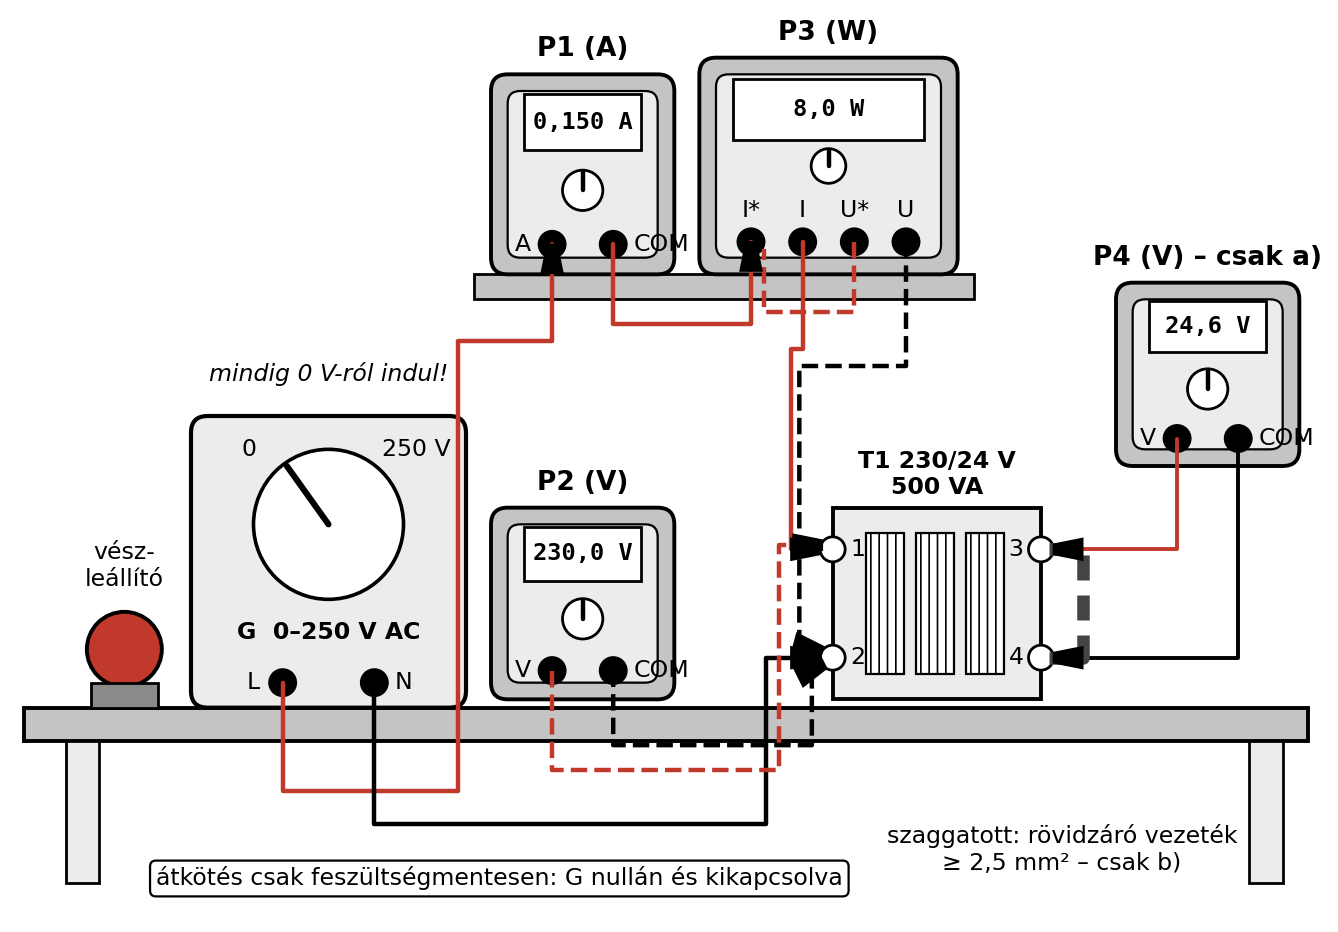 P3 (W)
P1 (A)
8,0 W
0,150 A
I* I U* U
A COM
P4 (V) – csak a)
24,6 V
V COM
mindig 0 V-ról indul!
0 250 V
T1 230/24 V
500 VA
P2 (V)
230,0 V
vész-
leállító
G 0–250 V AC
L N
V COM
1 3
2 4
szaggatott: rövidzáró vezeték
≥ 2,5 mm² – csak b)
átkötés csak feszültségmentesen: G nullán és kikapcsolva